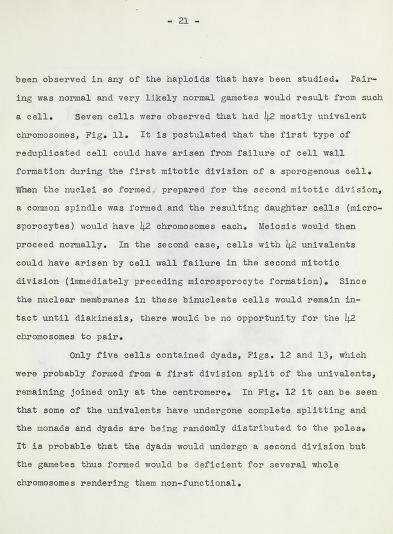 - 21 -
been observed in any of the haploids that have been studied. Pair-
ing was normal and very likely normal gametes would result from such
a cell. Seven cells were observed that had 42 mostly univalent
chromosomes, Fig. 11. It is postulated that the first type of
reduplicated cell could have arisen from failure of cell wall
formation during the first mitotic division of a sporogenous cell.
When the nuclei so formed prepared for the second mitotic division,
a common spindle was formed and the resulting daughter cells (micro-
sporocytes) would have 42 chromosomes each. Meiosis would then
proceed normally. In the second case, cells with 42 univalents
could have arisen by cell wall failure in the second mitotic
division (immediately preceding microsporocyte formation). Since
the nuclear membranes in these binucleate cells would remain in-
tact until diakinesis, there would be no opportunity for the 42
chromosomes to pair.
Only five cells contained dyads, Figs. 12 and 13, which
were probably formed from a first division split of the univalents,
remaining joined only at the centromere. In Fig. 12 it can be seen
that some of the univalents have undergone complete splitting and
the monads and dyads are being randomly distributed to the poles.
It is probable that the dyads would undergo a second division but
the gametes thus formed would be deficient for several whole
chromosomes rendering them non-functional.